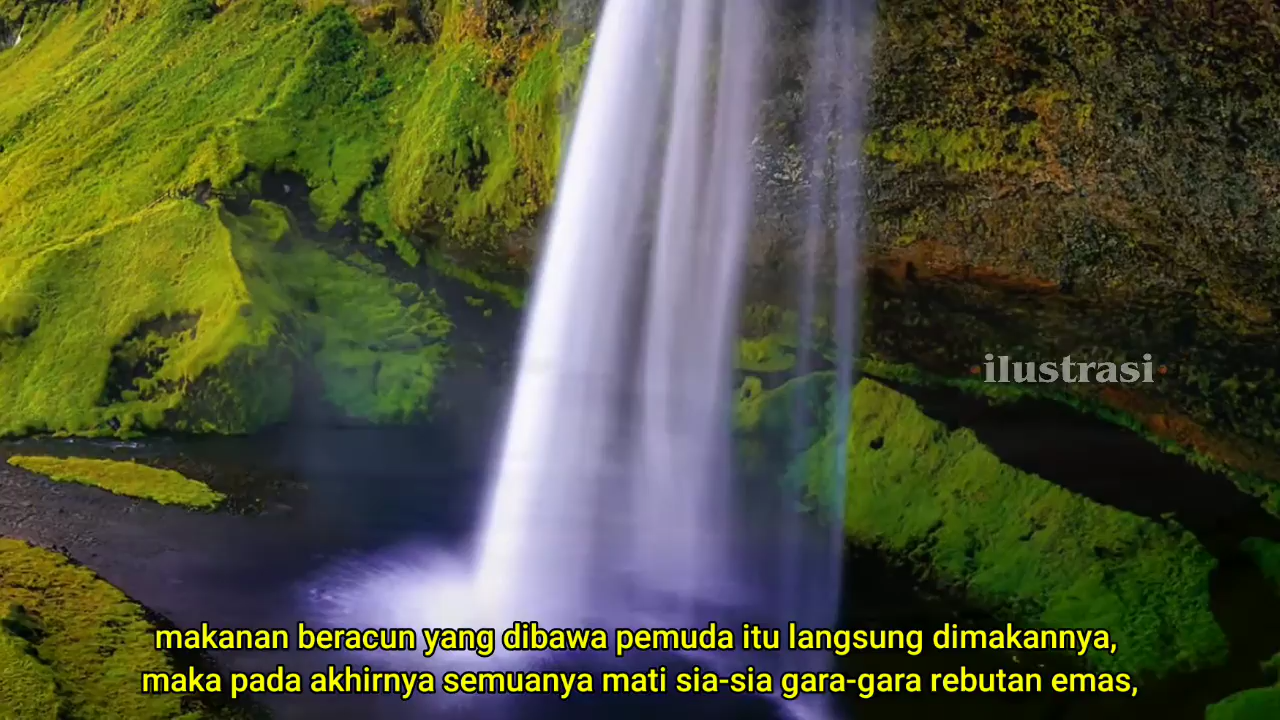 •ilustrasi•
makanan beracun yang dibawa pemuda itu langsung dimakannya,
maka pada akhirnya semuanya mati sia-sia gara-gara rebutan emas,